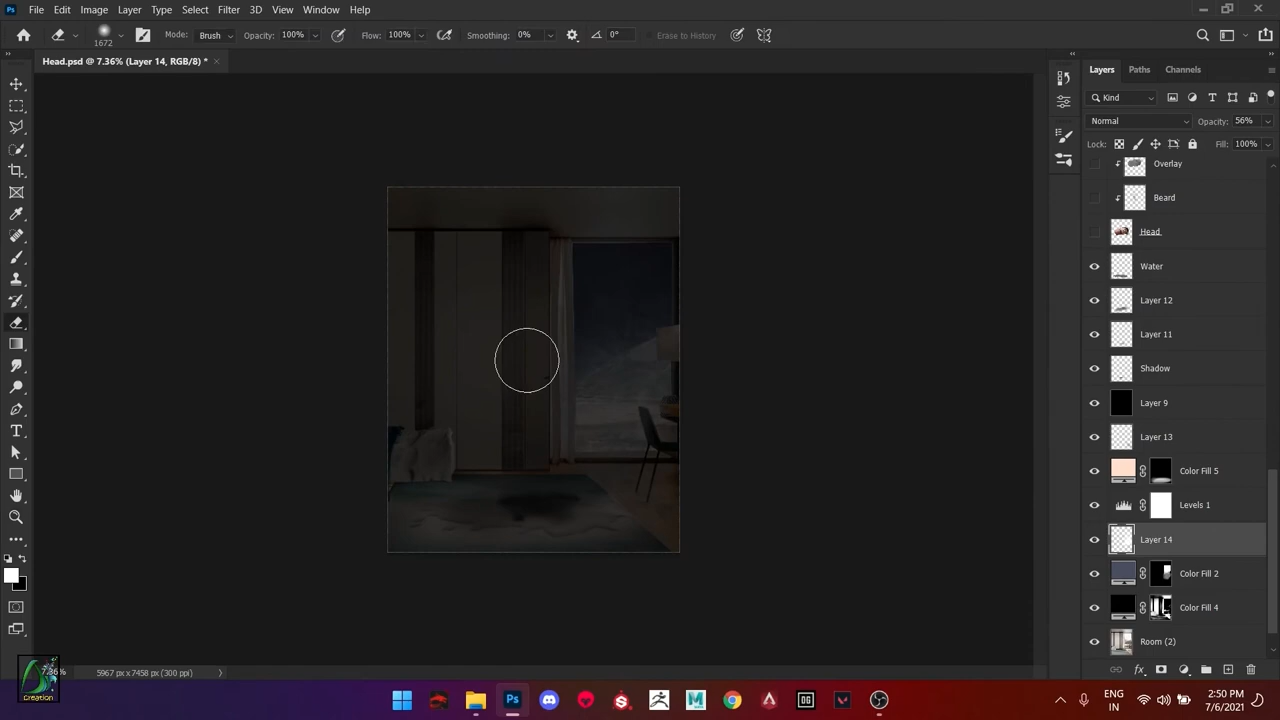 Ps File Edit Image Layer Type Select Filter 3D View Window Help
1672 Mode: Brush Opacity: 100% Flow: 100% Smoothing: 0% 0° Erase to History
Head.psd @ 7.36% (Layer 14, RGB/8) *
Layers Paths Channels
Kind
Normal Opacity: 56%
Lock: Fill: 100%
Overlay
Beard
Head
Water
Layer 12
Layer 11
Shadow
Layer 9
Layer 13
Color Fill 5
Levels 1
Layer 14
Color Fill 2
Color Fill 4
Room (2)
7.36% 5967 px x 7458 px (300 ppi)
Creation
Ps OG
ENG
IN
2:50 PM
7/6/2021